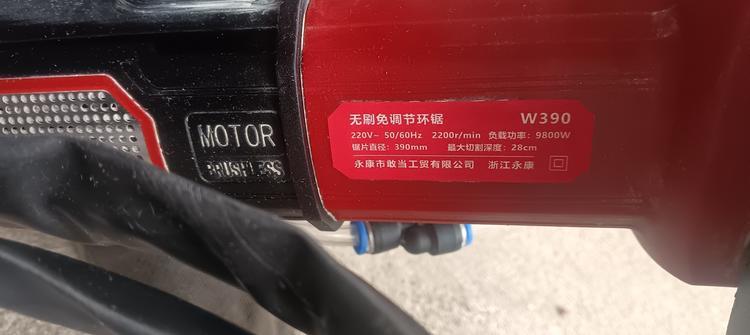 MOTOR
BRUSHLESS
无刷免调节环锯 W390
220V~ 50/60Hz 2200r/min 负载功率：9800W
锯片直径：390mm 最大切割深度：28cm
永康市敢当工贸有限公司 浙江永康